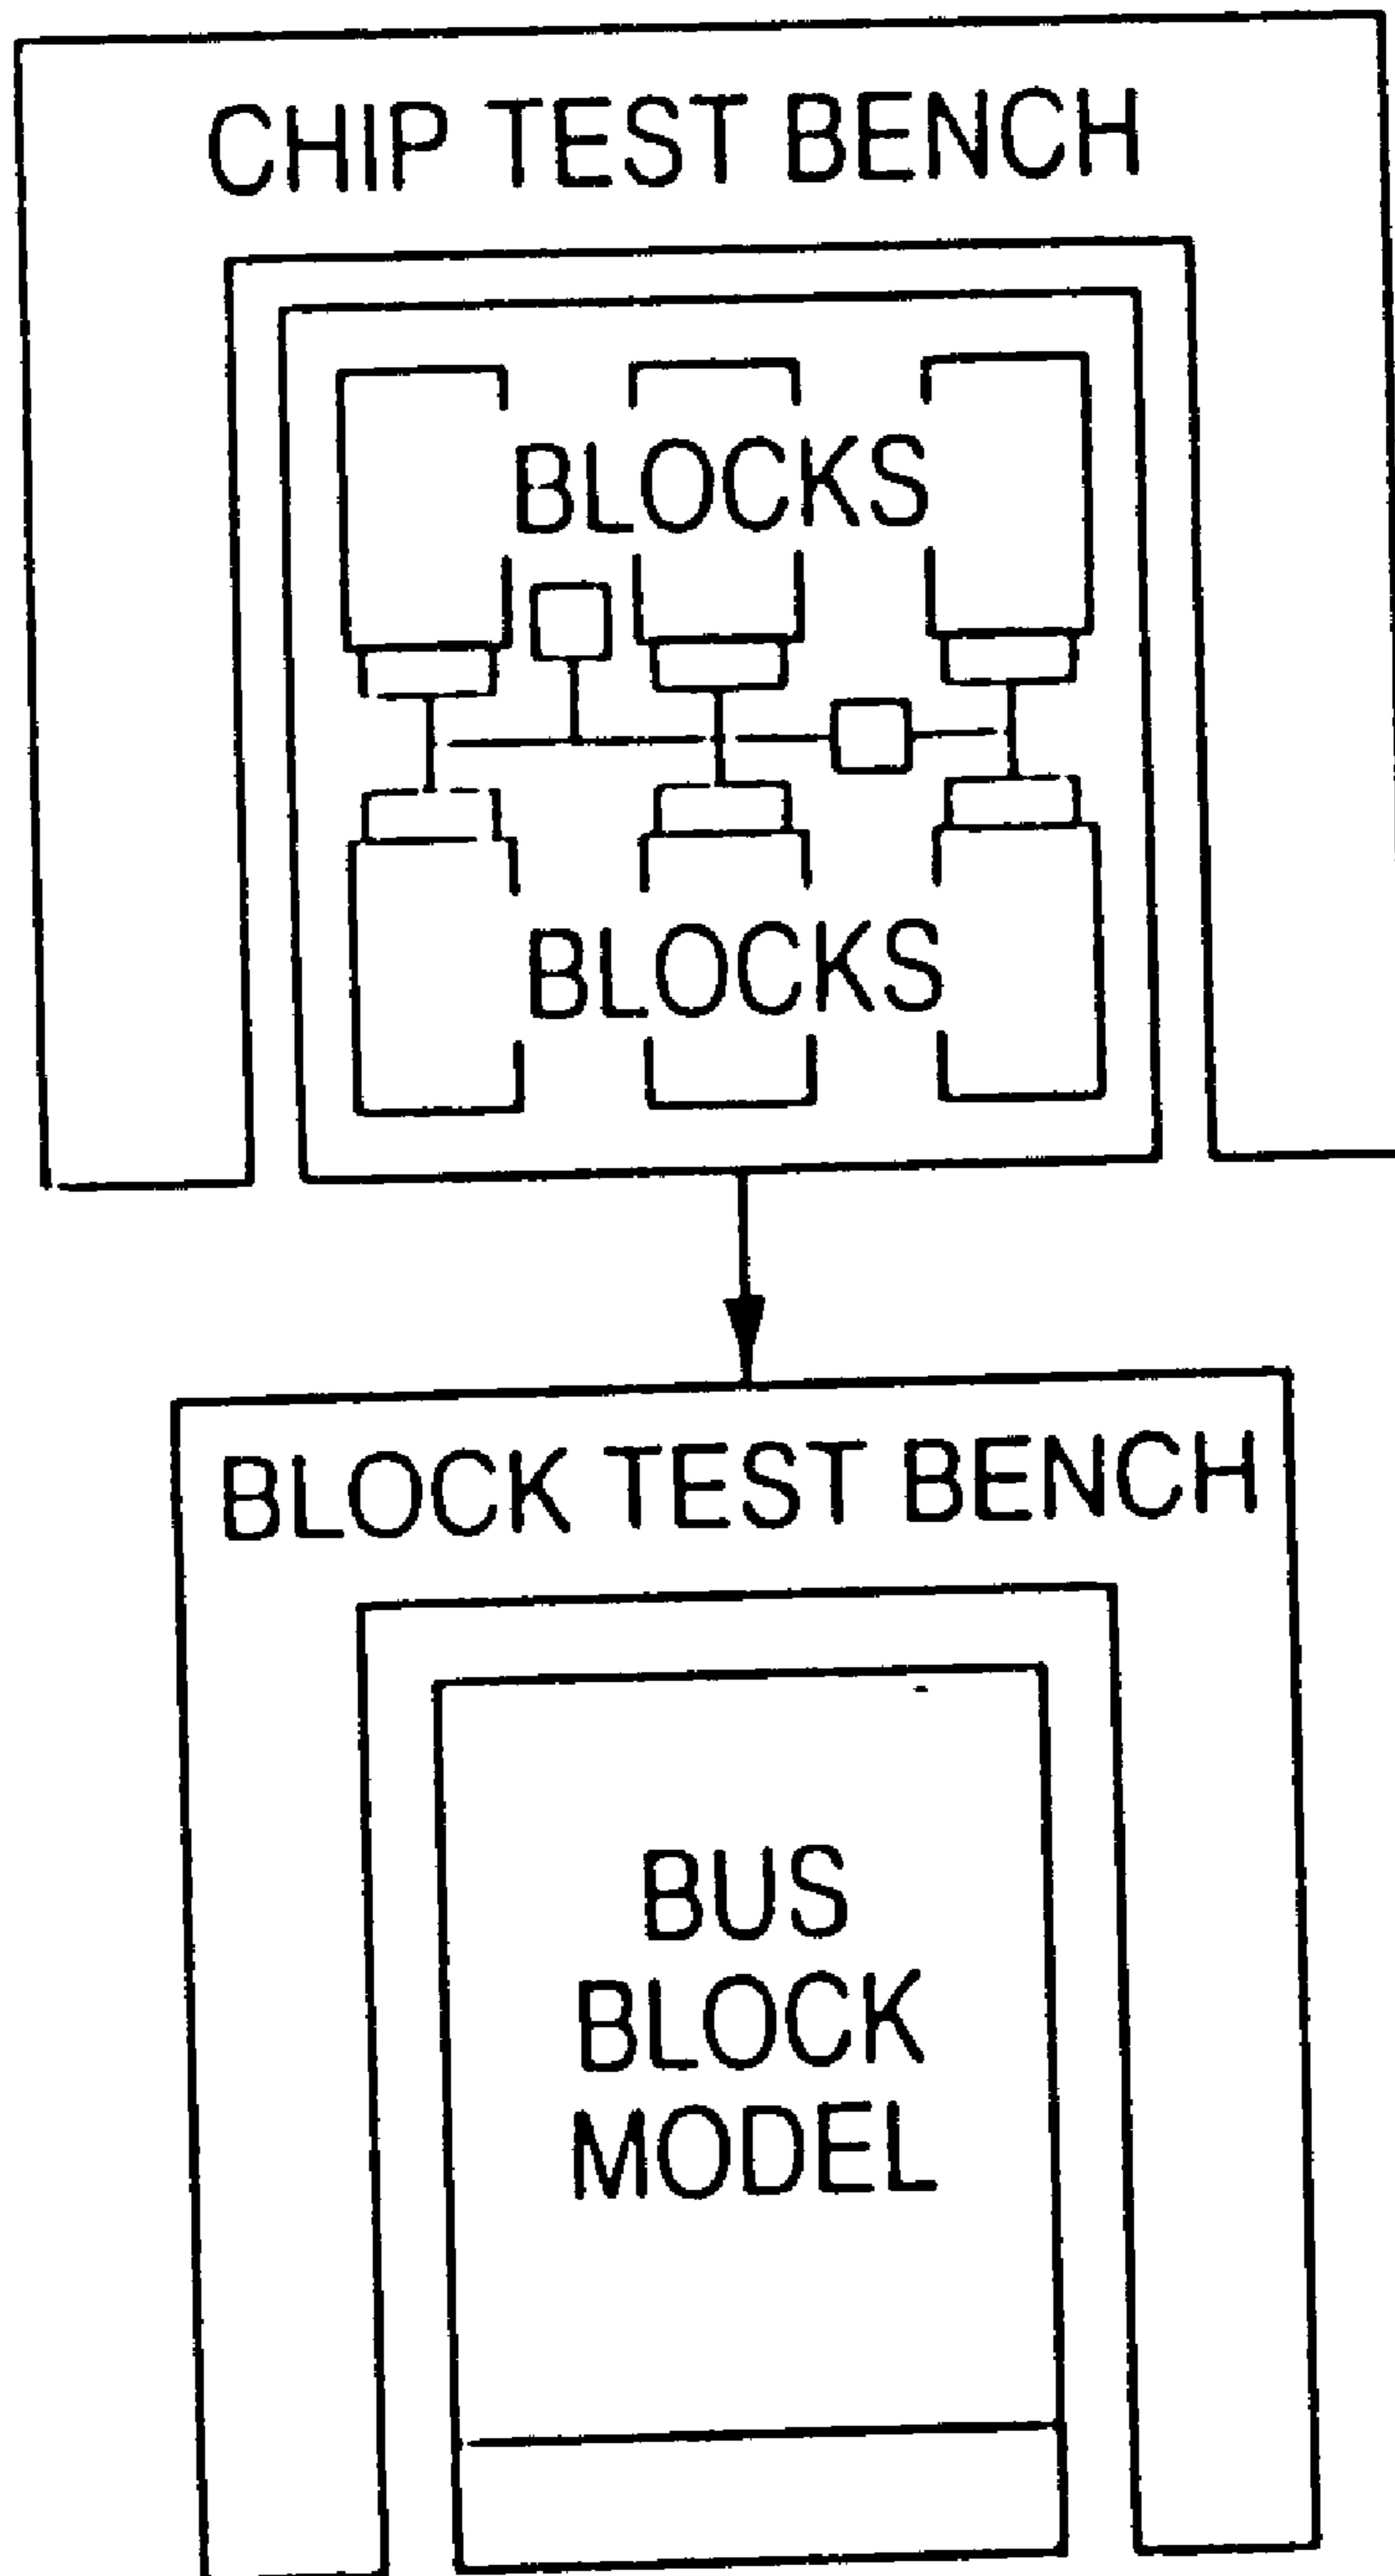 CHIP TEST BENCH
BLOCKS
BLOCKS
BLOCK TEST BENCH
BUS
BLOCK
MODEL